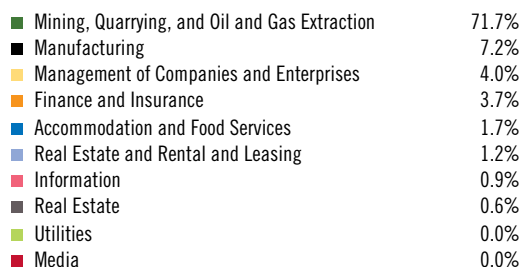 Mining, Quarrying, and Oil and Gas Extraction 71.7%
Manufacturing 7.2%
Management of Companies and Enterprises 4.0%
Finance and Insurance 3.7%
Accommodation and Food Services 1.7%
Real Estate and Rental and Leasing 1.2%
Information 0.9%
Real Estate 0.6%
Utilities 0.0%
Media 0.0%